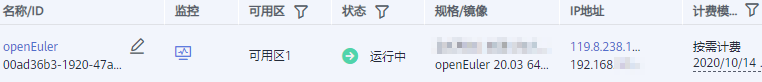 名称/ID 监控 可用区 状态 规格/镜像 IP地址 计费模...
openEuler
00ad36b3-1920-47a...
可用区1
运行中
openEuler 20.03 64...
119.8.238.1...
192.168
按需计费
2020/10/14 ...